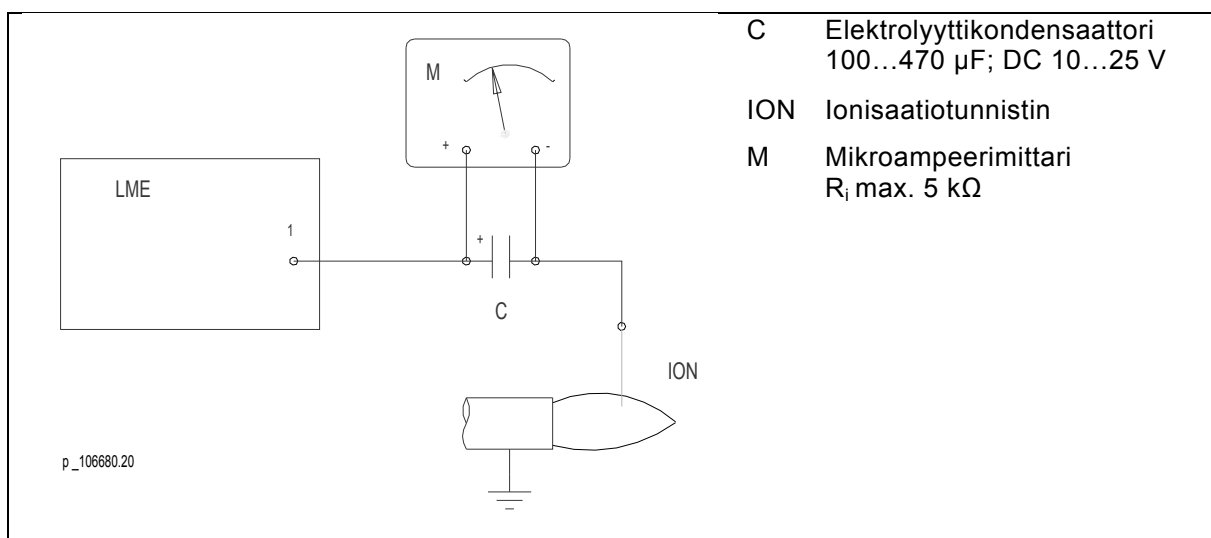 M
+ -
LME
1
+
C
ION
p _106680.20
C Elektrolyyttikondensaattori
100…470 µF; DC 10…25 V
ION Ionisaatiotunnistin
M Mikroampeerimittari
Ri max. 5 kΩ